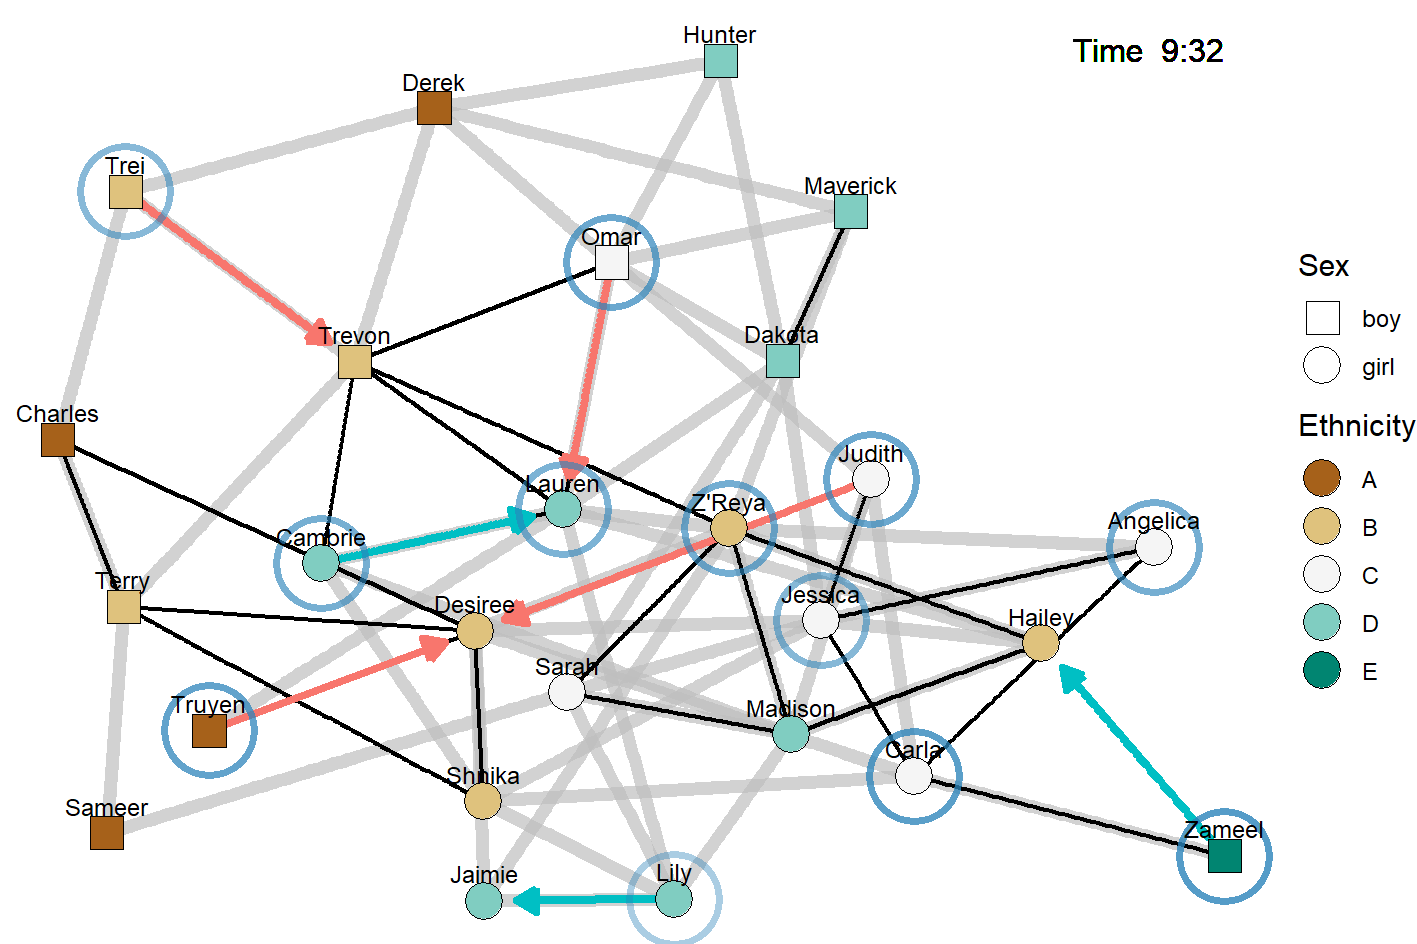 Hunter
Time 9:32
Derek
Trei
Maverick
Omar
Sex
boy
Dakota
Trevon
girl
Charles
Ethnicity
Judith
A
Lauren
Z'Reya
Angelica
B
Cambrie
C
Terry
Jessica
Desiree
Hailey
D
Sarah
E
Truyen
Madison
Carla
Shnika
Sameer
Zameel
Jaimie
Lily